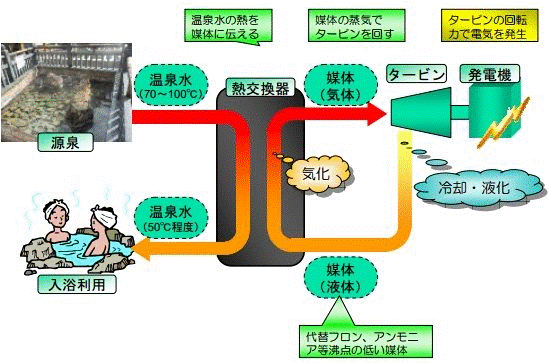 温泉水の熱を
媒体に伝える
媒体の蒸気で
タービンを回す
タービンの回転
力で電気を発生
温泉水
(70～100℃)
熱交換器
媒体
(気体)
タービン
発電機
源泉
気化
冷却・液化
温泉水
(50℃程度)
入浴利用
媒体
(液体)
代替フロン、アンモニ
ア等沸点の低い媒体